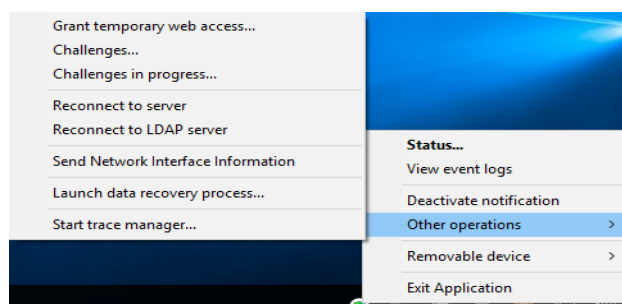 Grant temporary web access...
Challenges...
Challenges in progress...
Reconnect to server
Reconnect to LDAP server
Send Network Interface Information
Launch data recovery process...
Start trace manager...
Status...
View event logs
Deactivate notification
Other operations
Removable device
Exit Application